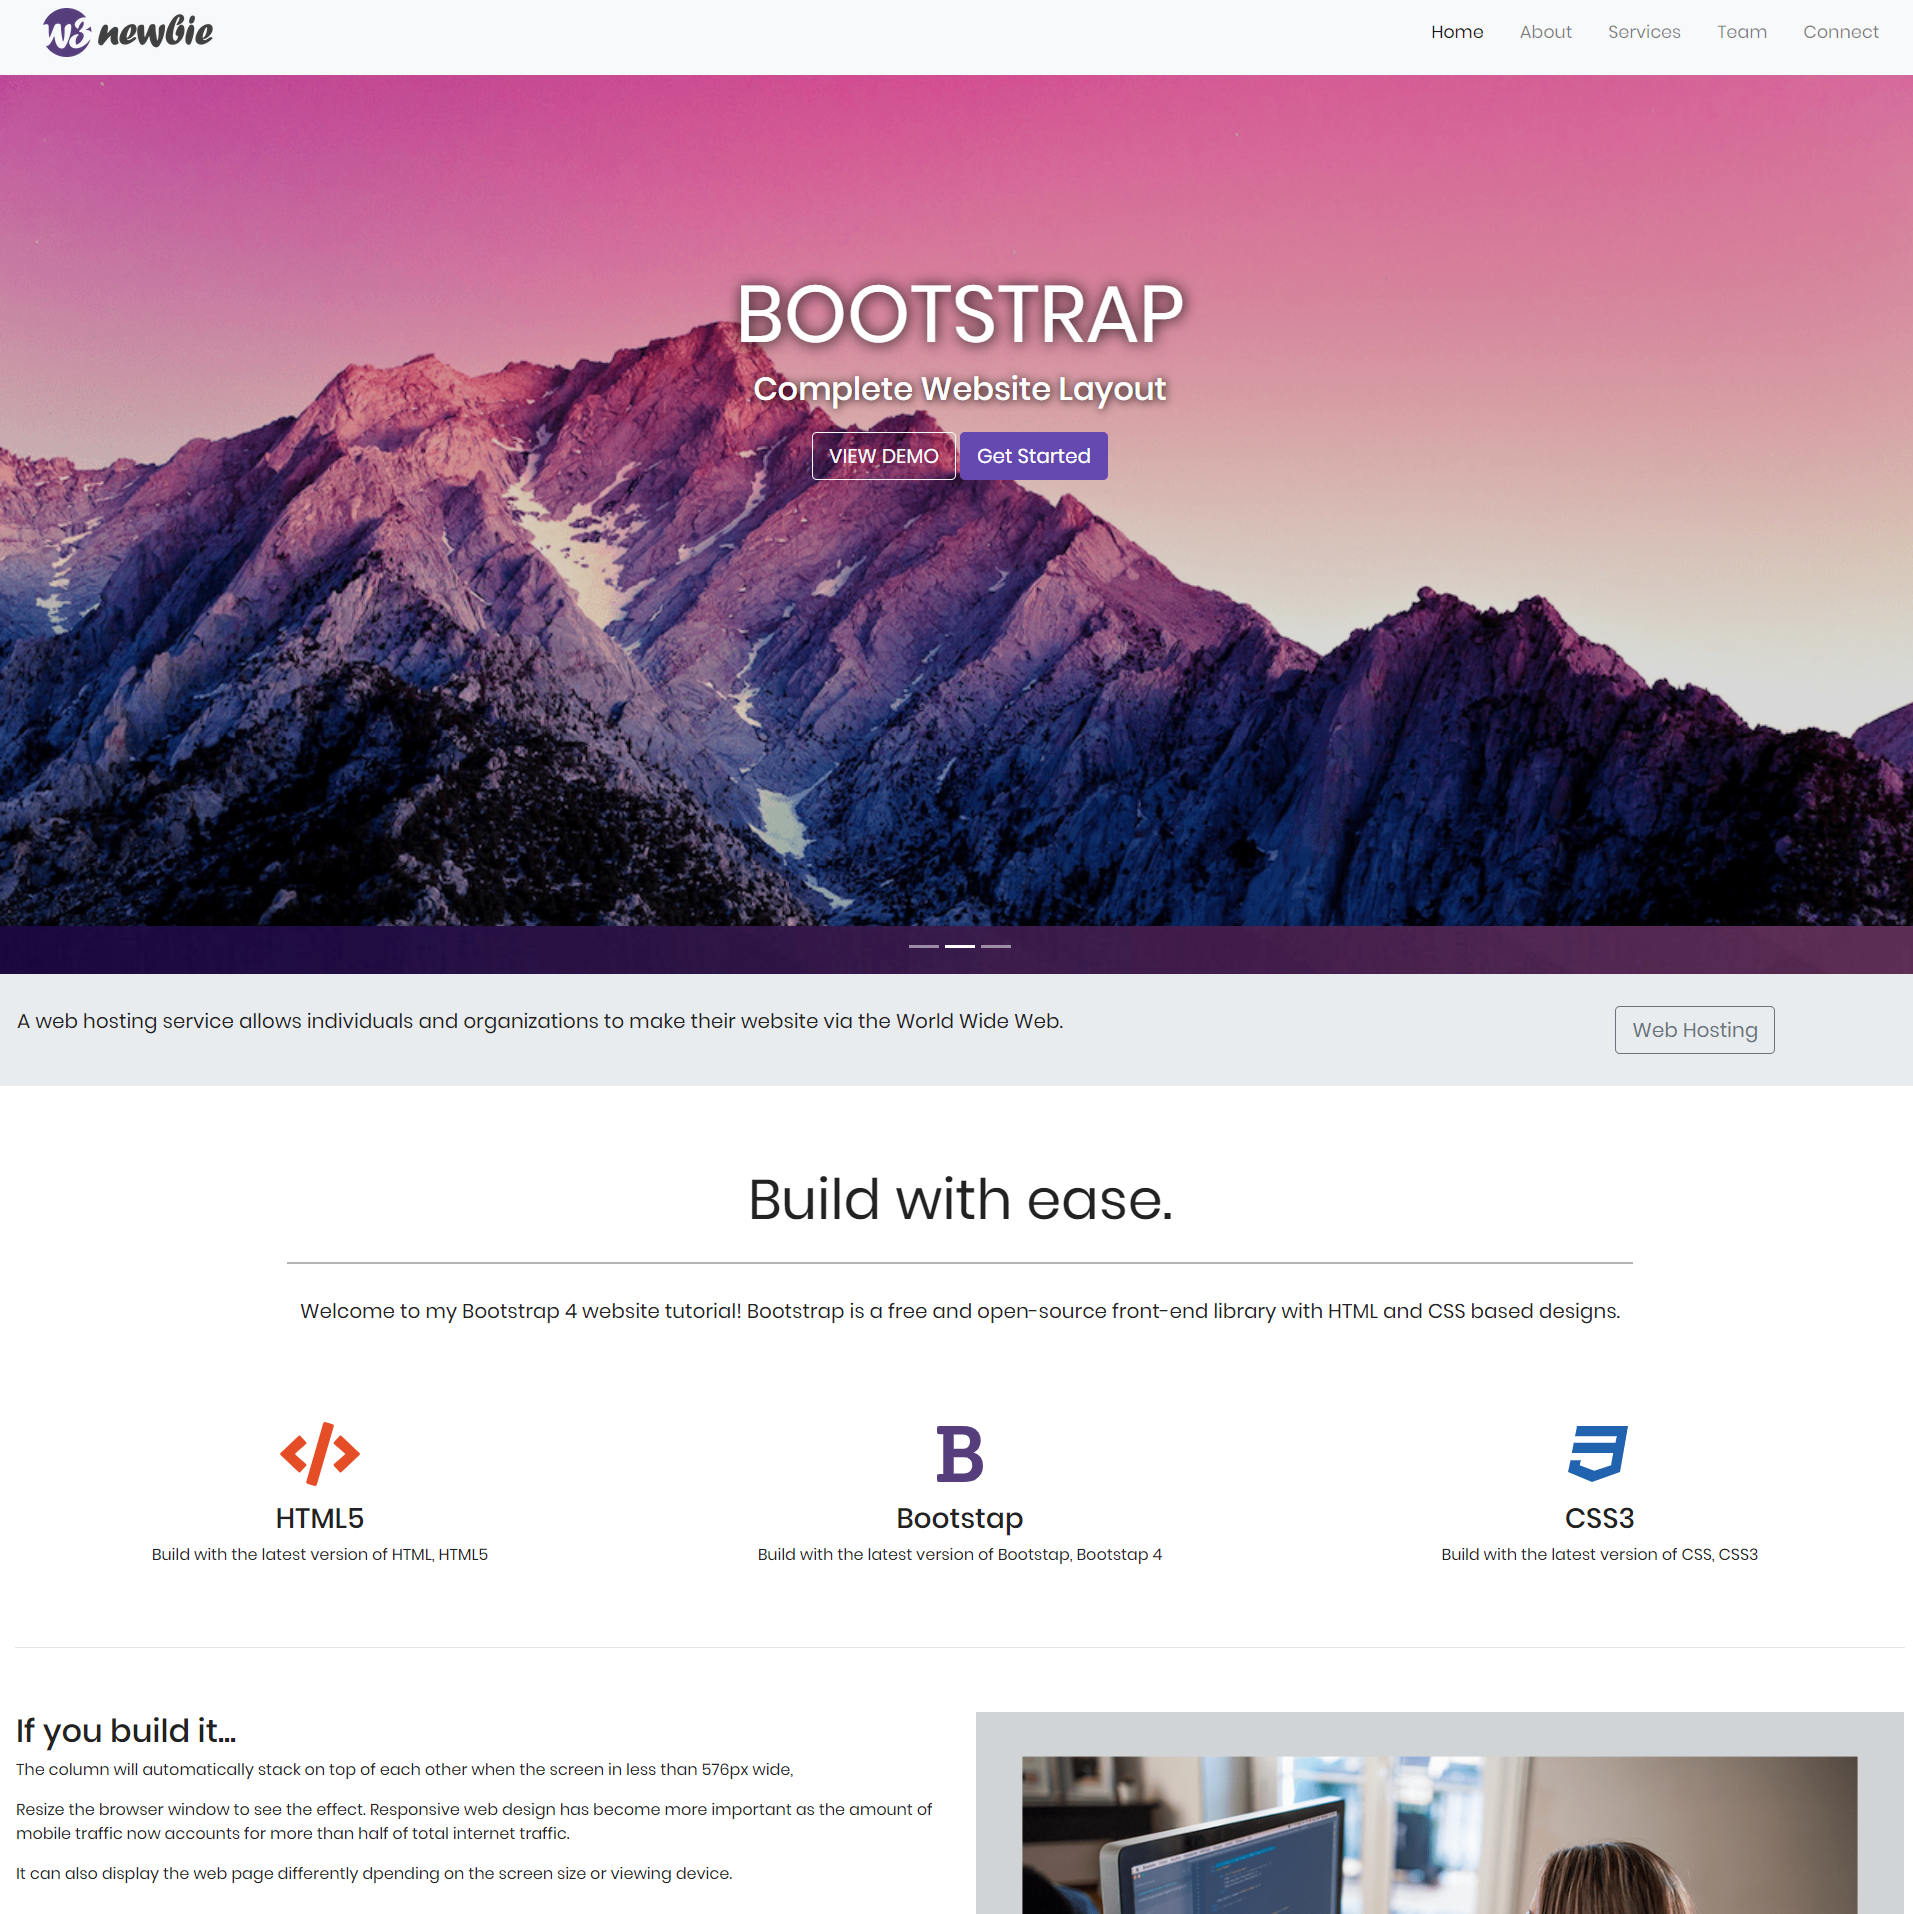 W3 newbie
Home About Services Team Connect
BOOTSTRAP
Complete Website Layout
VIEW DEMO Get Started
A web hosting service allows individuals and organizations to make their website via the World Wide Web.
Web Hosting
Build with ease.
Welcome to my Bootstrap 4 website tutorial! Bootstrap is a free and open-source front-end library with HTML and CSS based designs.
B
HTML5
Build with the latest version of HTML, HTML5
Bootstap
Build with the latest version of Bootstap, Bootstap 4
CSS3
Build with the latest version of CSS, CSS3
If you build it...
The column will automatically stack on top of each other when the screen in less than 576px wide,
Resize the browser window to see the effect. Responsive web design has become more important as the amount of
mobile traffic now accounts for more than half of total internet traffic.
It can also display the web page differently dpending on the screen size or viewing device.